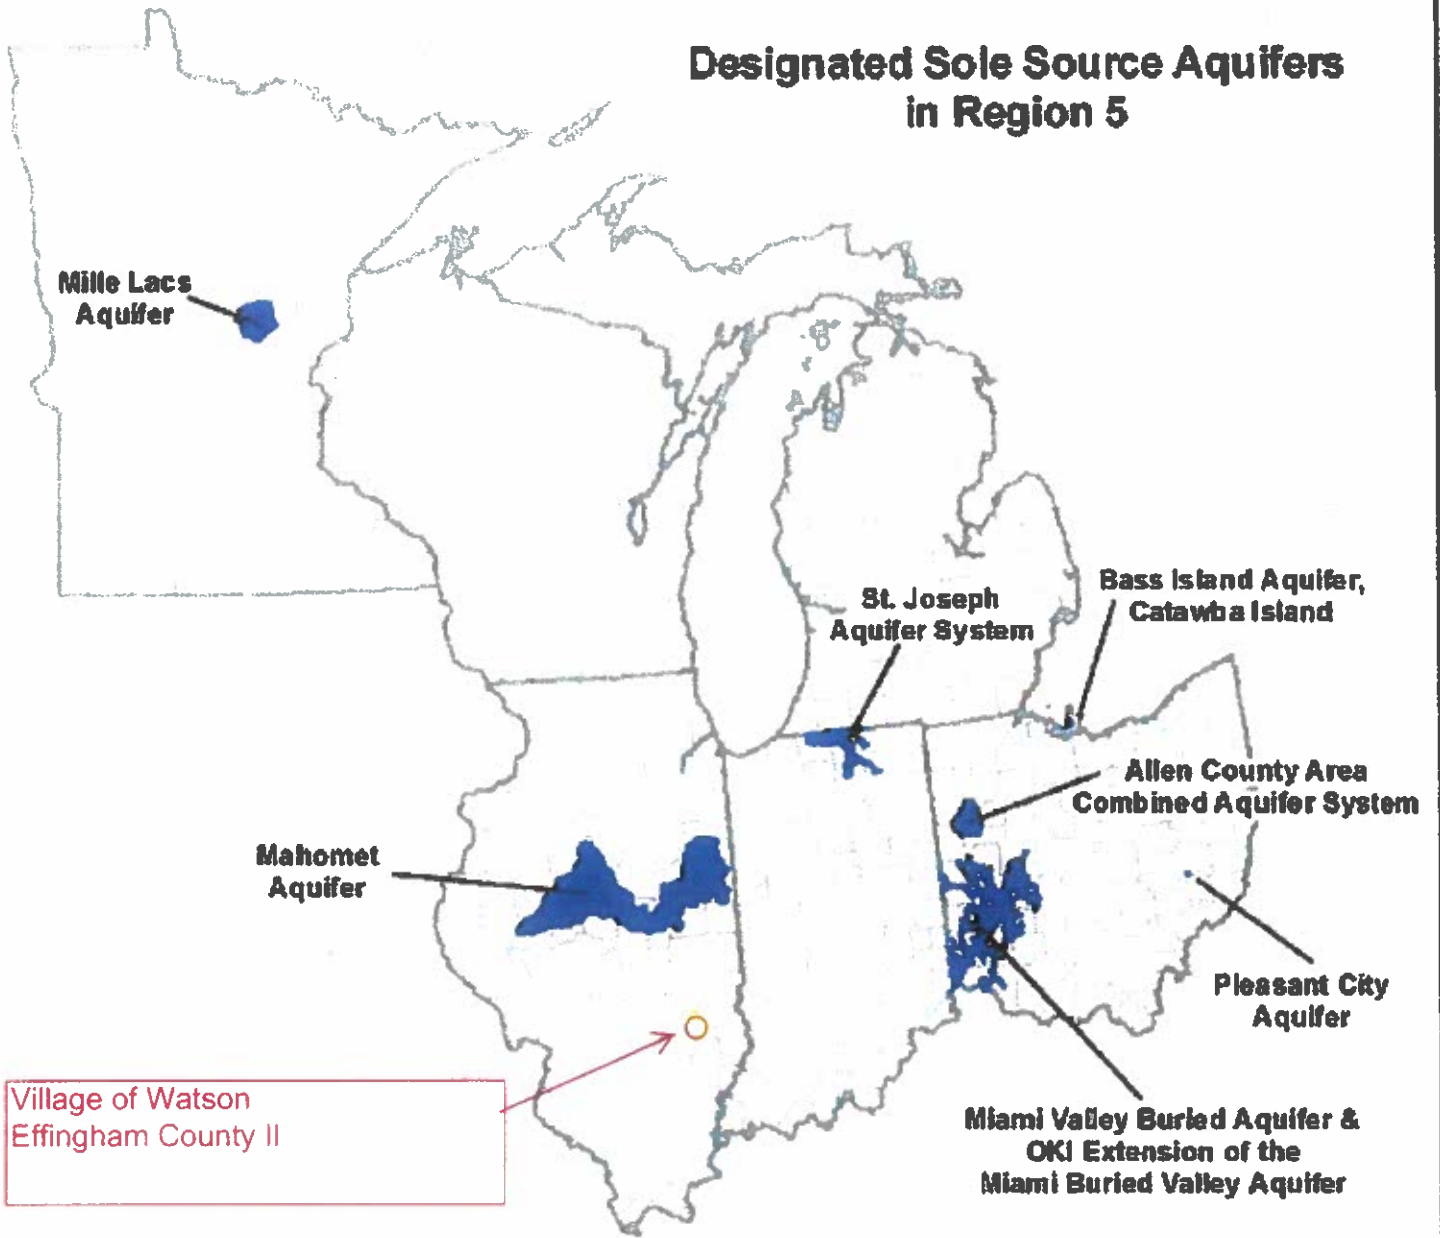 Designated Sole Source Aquifers
in Region 5
Mille Lacs
Aquifer
St. Joseph
Aquifer System
Bass Island Aquifer,
Catawba Island
Allen County Area
Combined Aquifer System
Mahomet
Aquifer
Pleasant City
Aquifer
Village of Watson
Effingham County Il
Miami Valley Buried Aquifer &
OKI Extension of the
Miami Buried Valley Aquifer